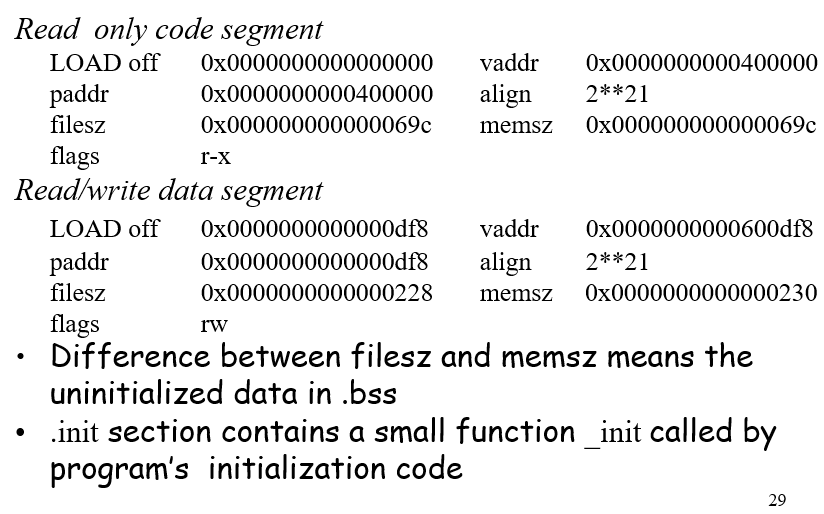 Read  only code segment
LOAD off 0x0000000000000000 vaddr 0x0000000000400000
paddr 0x0000000000400000 align 2**21
filesz 0x000000000000069c memsz 0x000000000000069c
flags r-x
Read/write data segment
LOAD off 0x0000000000000df8 vaddr 0x0000000000600df8
paddr 0x0000000000000df8 align 2**21
filesz 0x0000000000000228 memsz 0x0000000000000230
flags rw
• Difference between filesz and memsz means the
uninitialized data in .bss
• .init section contains a small function _init called by
program's  initialization code
29